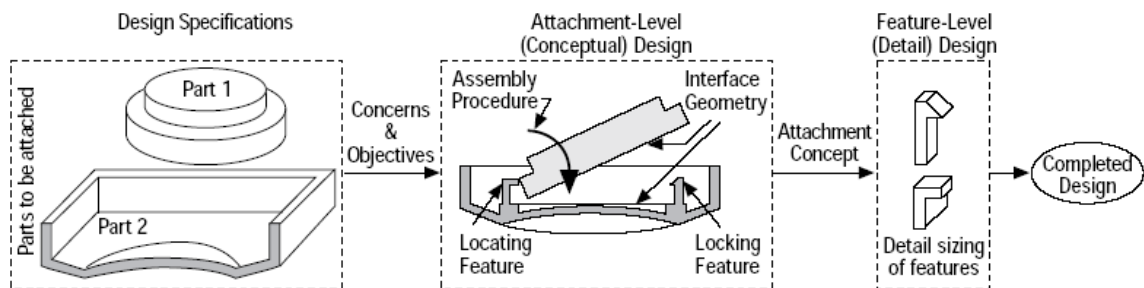 Design Specifications
Attachment-Level
(Conceptual) Design
Feature-Level
(Detail) Design
Parts to be attached
Part 1
Part 2
Concerns
&
Objectives
Assembly
Procedure
Interface
Geometry
Locating
Feature
Locking
Feature
Attachment
Concept
Detail sizing
of features
Completed
Design